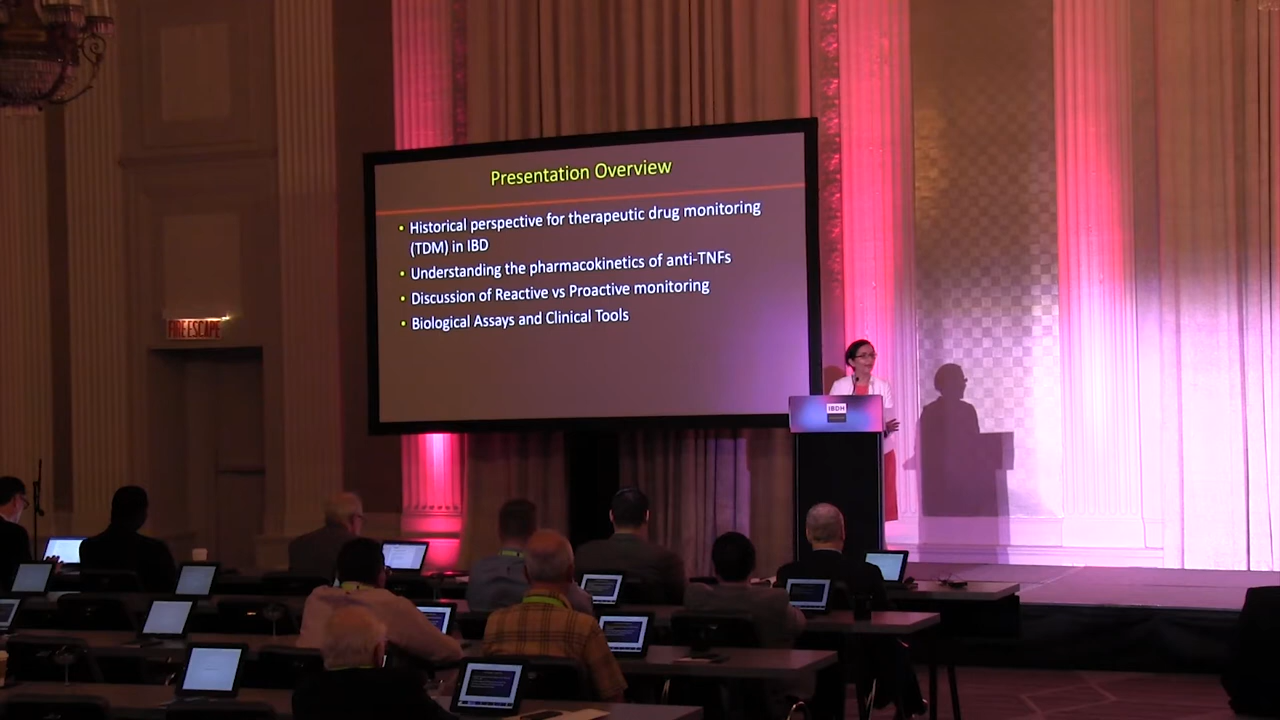 Presentation Overview
• Historical perspective for therapeutic drug monitoring
(TDM) in IBD
• Understanding the pharmacokinetics of anti-TNFs
• Discussion of Reactive vs Proactive monitoring
• Biological Assays and Clinical Tools
FIRE ESCAPE
IBDH